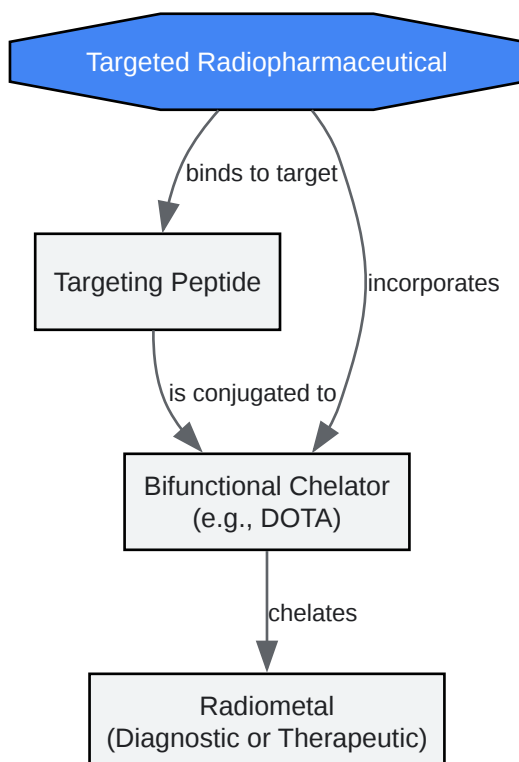 Targeted Radiopharmaceutical
binds to target
Targeting Peptide
incorporates
is conjugated to
Bifunctional Chelator
(e.g., DOTA)
chelates
Radiometal
(Diagnostic or Therapeutic)